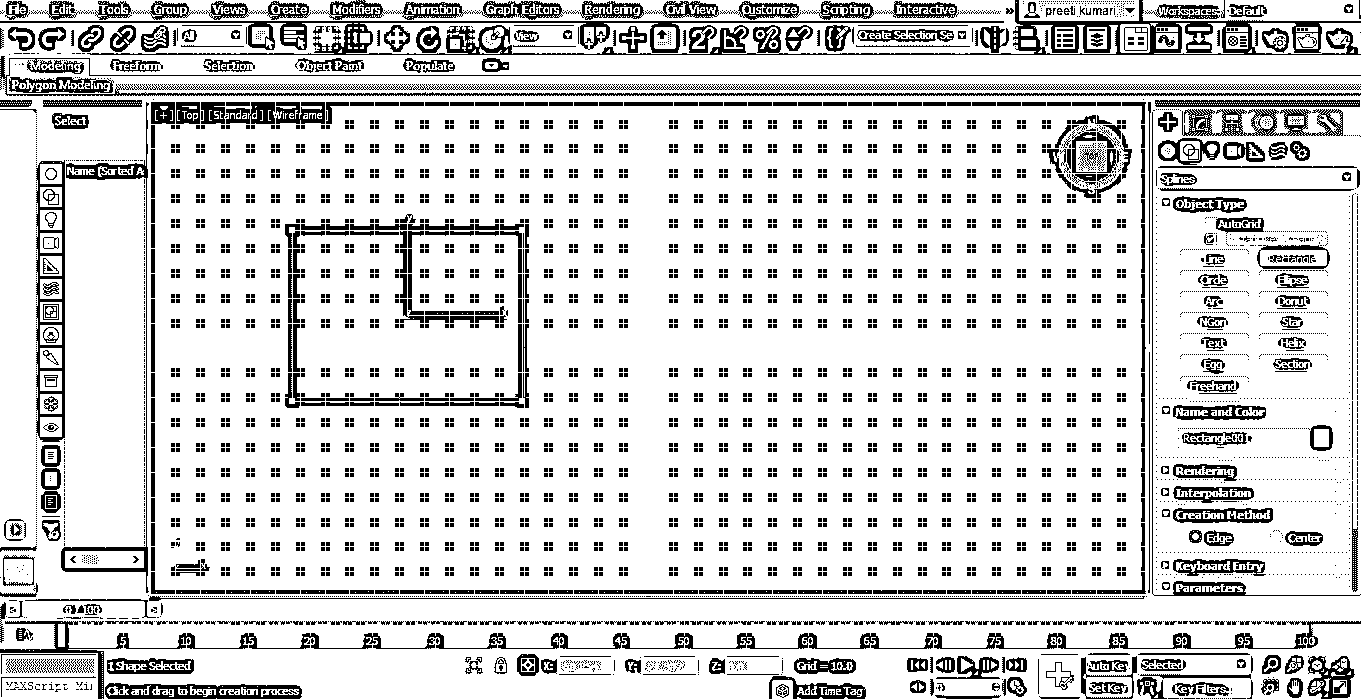 File Edit Tools Group Views Create Modifiers Animation Graph Editors Rendering Civil View Customize Scripting Interactive » preeti kumari Workspaces: Default
All View Create Selection Se
Modeling Freeform Selection Object Paint Populate
Polygon Modeling
Select
[+] [Top] [Standard] [Wireframe]
Name (Sorted A
Splines
Object Type
AutoGrid
Line Rectangle
Circle Ellipse
Arc Donut
NGon Star
Text Helix
Egg Section
Freehand
Name and Color
Rectangle001
Rendering
Interpolation
Creation Method
Edge Center
Keyboard Entry
Parameters
0 / 100
5 10 15 20 25 30 35 40 45 50 55 60 65 70 75 80 85 90 95 100
1 Shape Selected X: Y: Z: Grid = 10.0 Auto Key Selected
MAXScript Mi Click and drag to begin creation process Add Time Tag Set Key Key Filters...